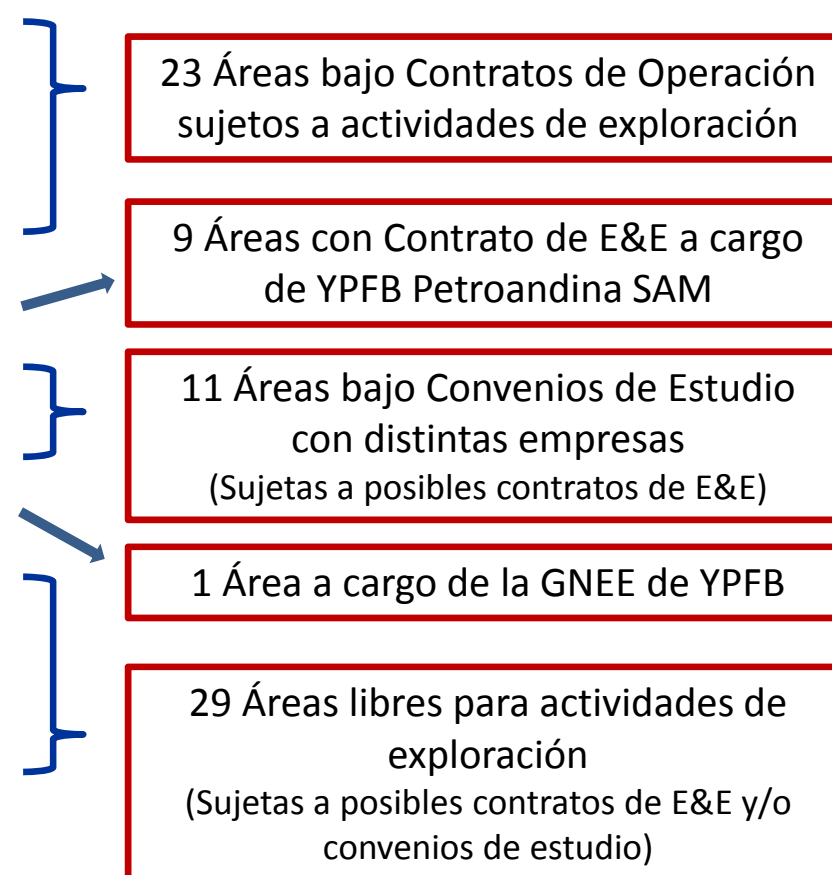 23 Áreas bajo Contratos de Operación
sujetos a actividades de exploración
9 Áreas con Contrato de E&E a cargo
de YPFB Petroandina SAM
11 Áreas bajo Convenios de Estudio
con distintas empresas
(Sujetas a posibles contratos de E&E)
1 Área a cargo de la GNEE de YPFB
29 Áreas libres para actividades de
exploración
(Sujetas a posibles contratos de E&E y/o
convenios de estudio)